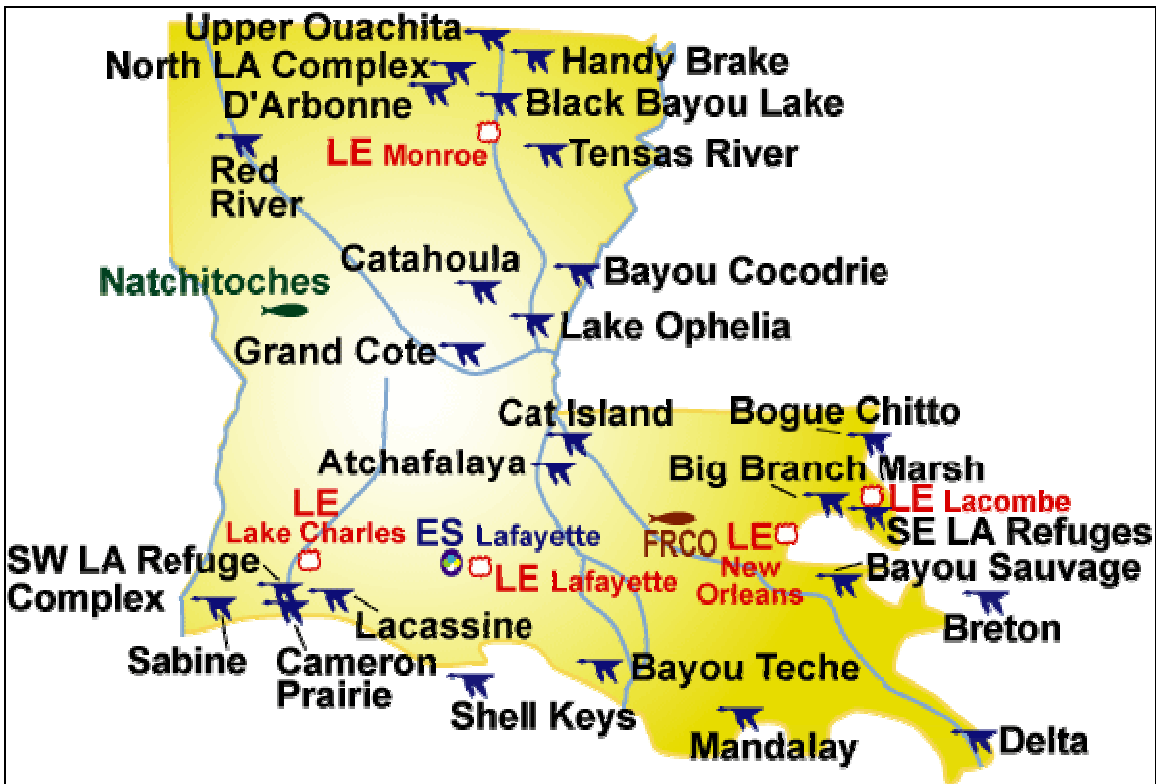 Upper Ouachita
North LA Complex
Handy Brake
D'Arbonne
Black Bayou Lake
LE Monroe
Tensas River
Red
River
Catahoula
Bayou Cocodrie
Natchitoches
Lake Ophelia
Grand Cote
Cat Island
Bogue Chitto
Atchafalaya
Big Branch Marsh
LE
Lake Charles
LE Lacombe
ES Lafayette
FRCO
LE
New
Orleans
SE LA Refuges
SW LA Refuge
Complex
LE Lafayette
Bayou Sauvage
Lacassine
Breton
Sabine
Cameron
Prairie
Bayou Teche
Shell Keys
Mandalay
Delta